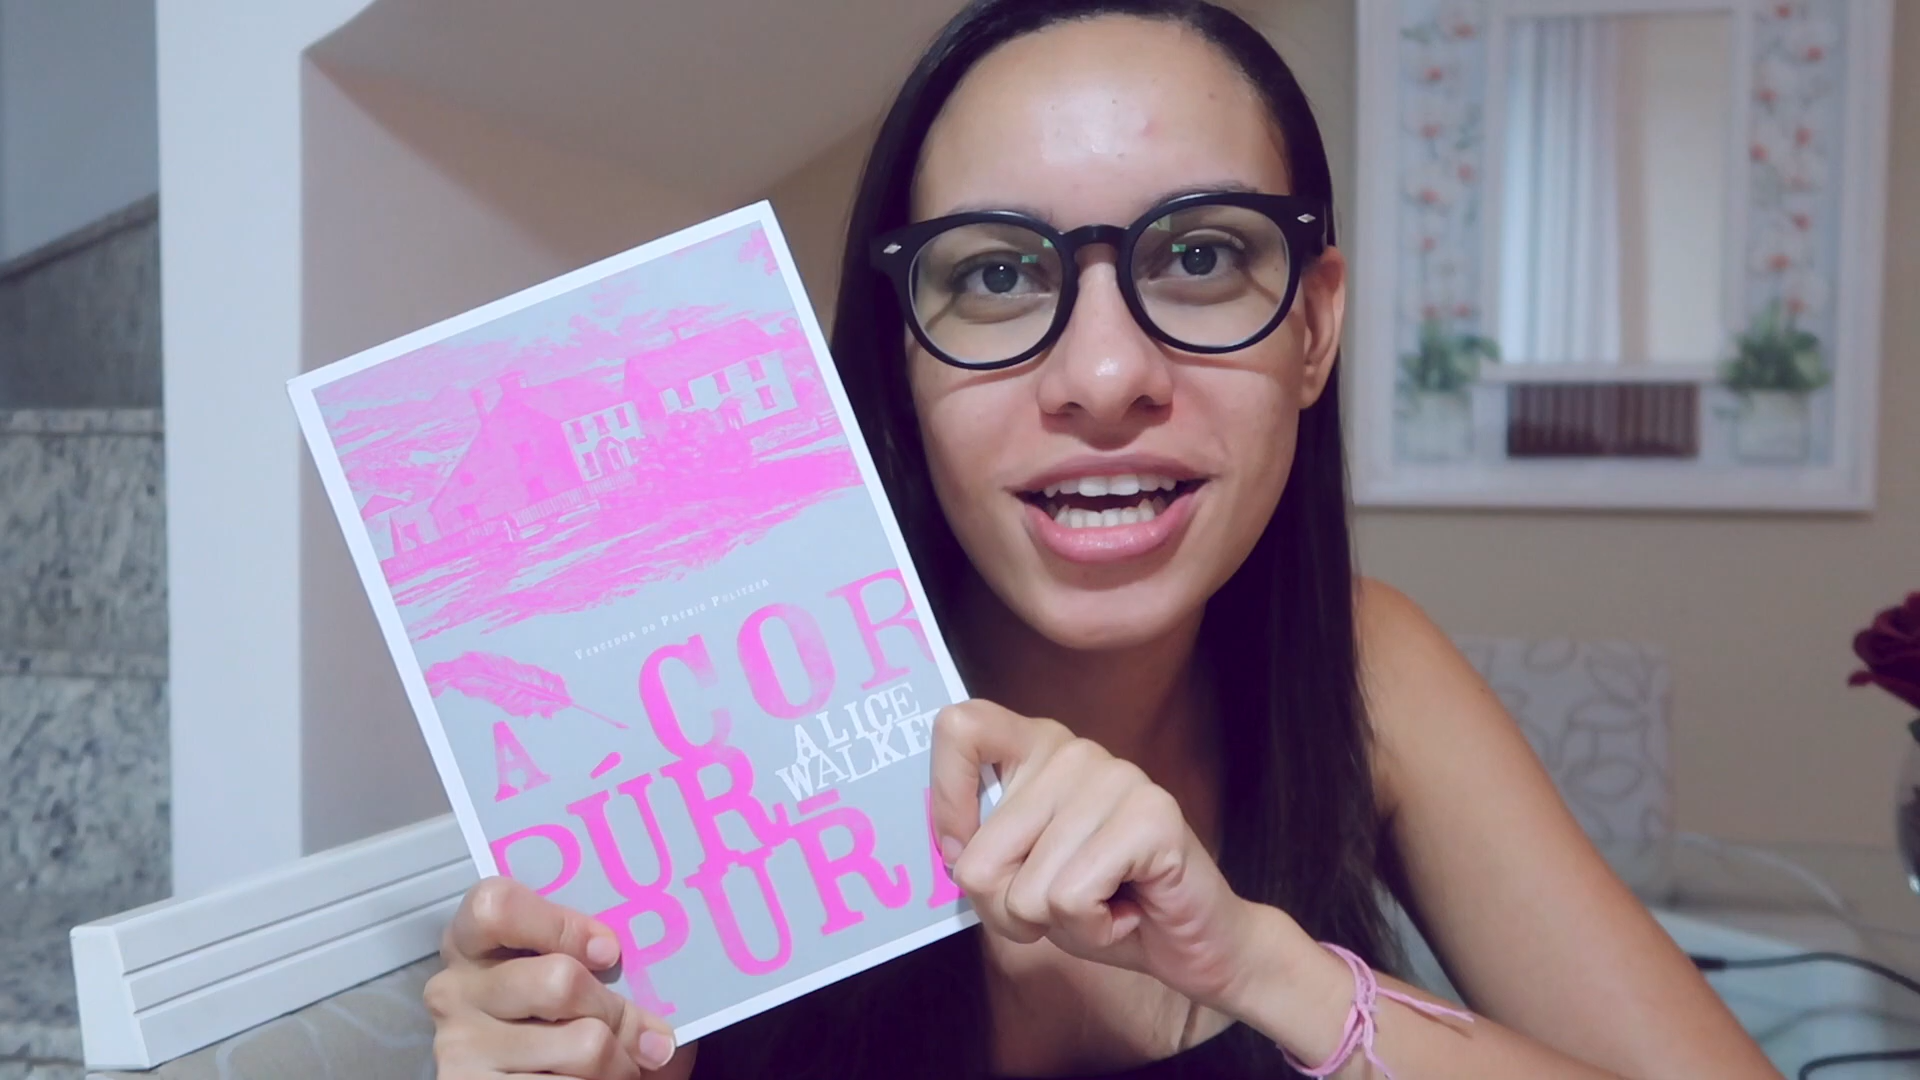 Vencedor do Prêmio Pulitzer
A COR
ALICE
WALKER
PÚR
PURA